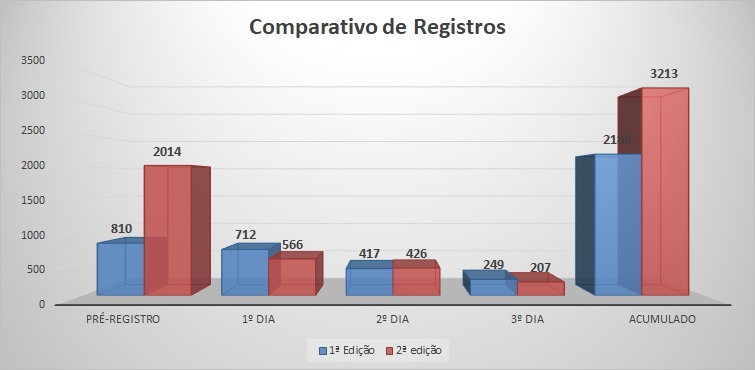 Comparativo de Registros
3500
3000
2500
2000
1500
1000
500
0
810
2014
712
566
417
426
249
207
3213
PRÉ-REGISTRO
1º DIA
2º DIA
3º DIA
ACUMULADO
1ª Edição
2ª edição